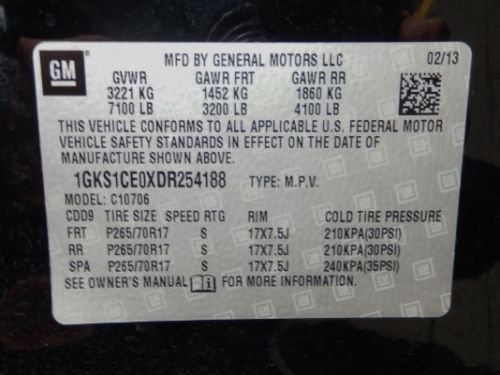 GM MFD BY GENERAL MOTORS LLC 02/13
GVWR GAWR FRT GAWR RR
3221 KG 1452 KG 1860 KG
7100 LB 3200 LB 4100 LB
THIS VEHICLE CONFORMS TO ALL APPLICABLE U.S. FEDERAL MOTOR
VEHICLE SAFETY STANDARDS IN EFFECT ON THE DATE OF
MANUFACTURE SHOWN ABOVE.
1GKS1CE0XDR254188 TYPE: M.P.V.
MODEL: C10706
CDD9 TIRE SIZE SPEED RTG RIM COLD TIRE PRESSURE
FRT P265/70R17 S 17X7.5J 210KPA(30PSI)
RR P265/70R17 S 17X7.5J 210KPA(30PSI)
SPA P265/70R17 S 17X7.5J 240KPA(35PSI)
SEE OWNER'S MANUAL FOR MORE INFORMATION